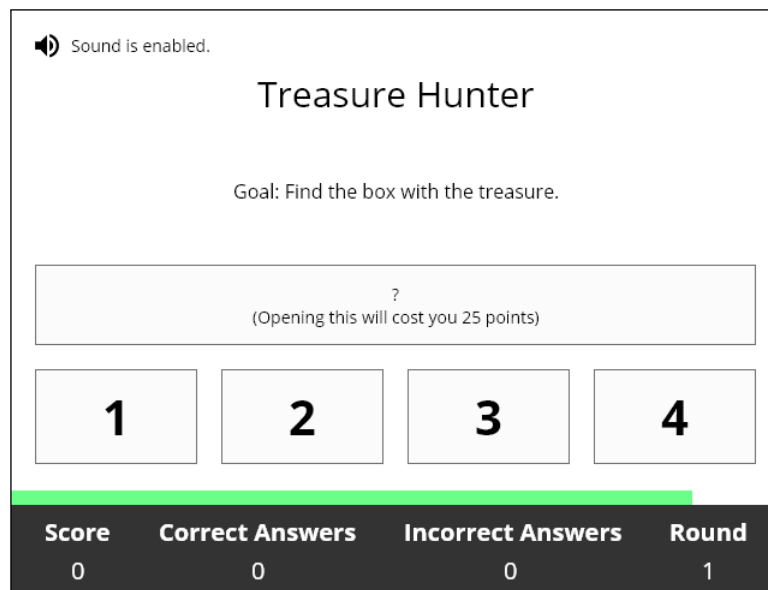 Sound is enabled.
Treasure Hunter
Goal: Find the box with the treasure.
?
(Opening this will cost you 25 points)
1 2 3 4
Score Correct Answers Incorrect Answers Round
0 0 0 1